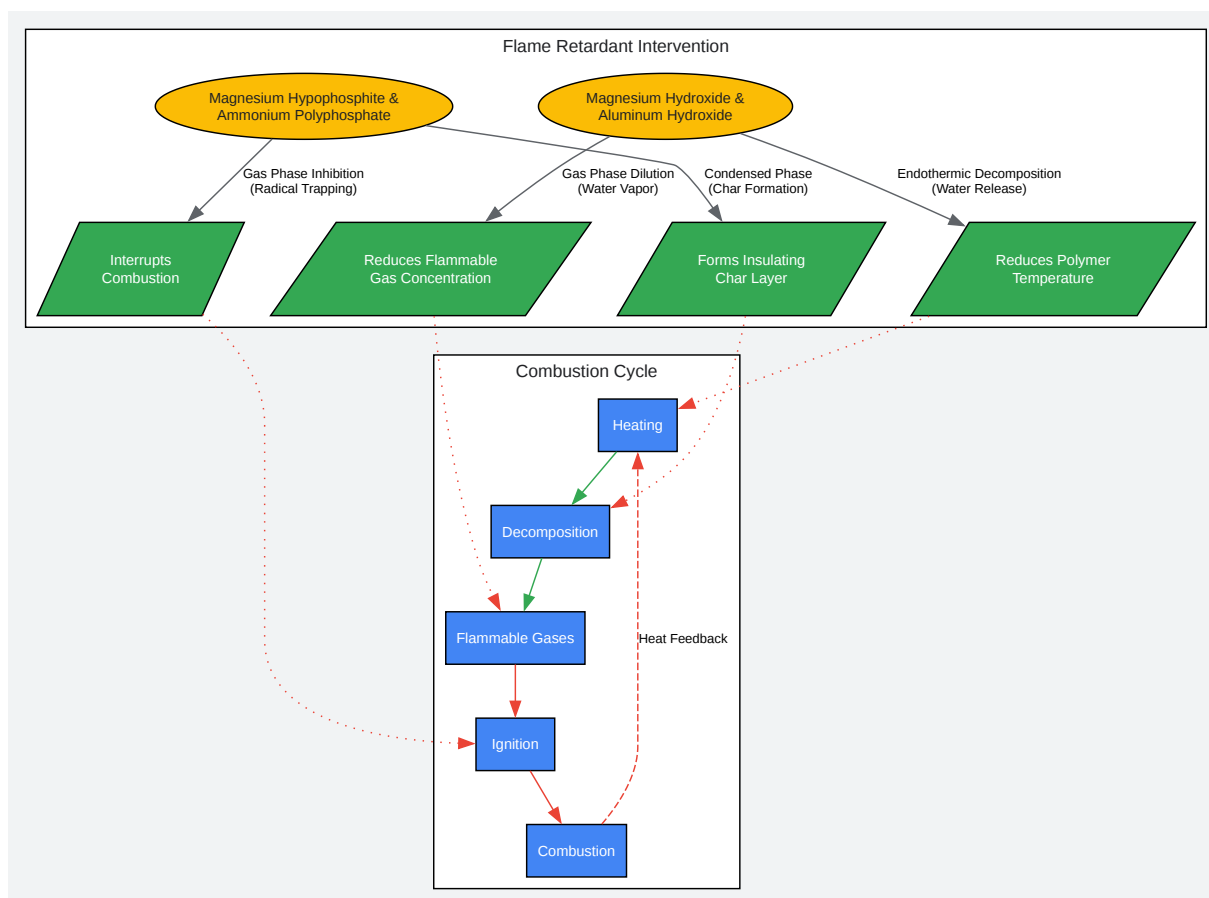 Flame Retardant Intervention
Magnesium Hypophosphite &
Ammonium Polyphosphate
Magnesium Hydroxide &
Aluminum Hydroxide
Gas Phase Inhibition
(Radical Trapping)
Gas Phase Dilution
(Water Vapor)
Condensed Phase
(Char Formation)
Endothermic Decomposition
(Water Release)
Interrupts
Combustion
Reduces Flammable
Gas Concentration
Forms Insulating
Char Layer
Reduces Polymer
Temperature
Combustion Cycle
Heating
Decomposition
Flammable Gases
Heat Feedback
Ignition
Combustion